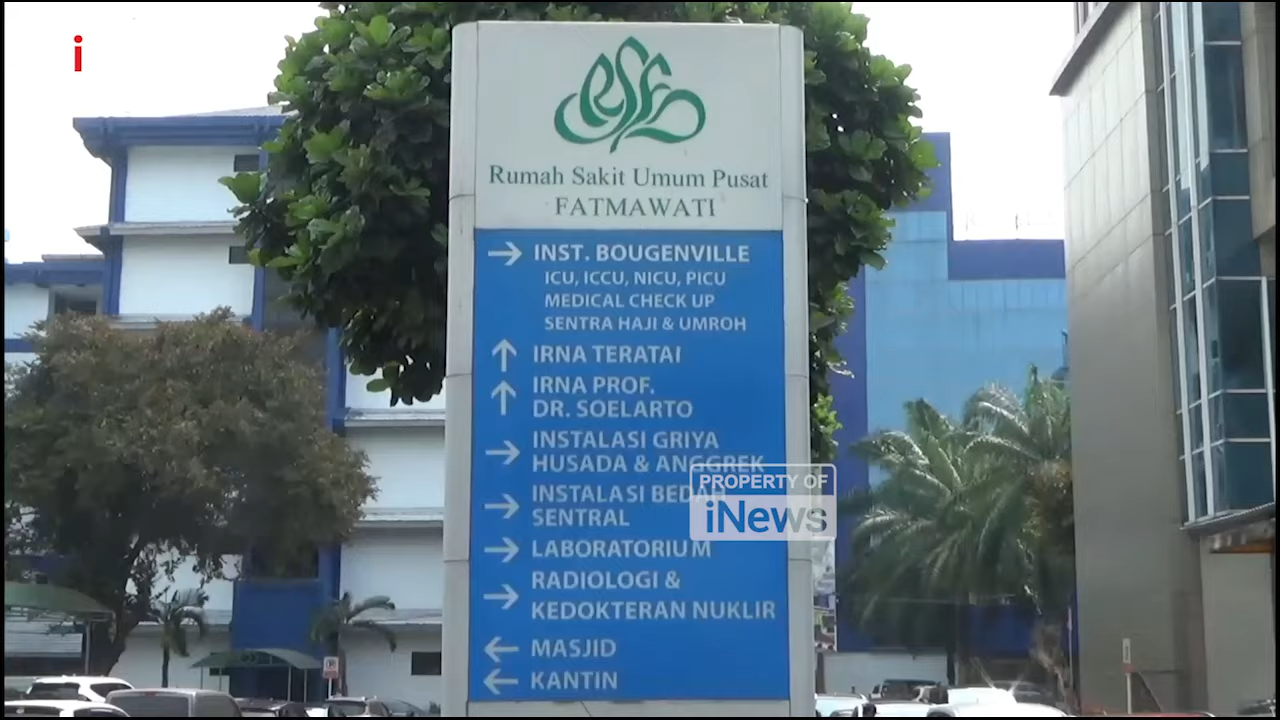 i
RSF
Rumah Sakit Umum Pusat
FATMAWATI
→ INST. BOUGENVILLE
ICU, ICCU, NICU, PICU
MEDICAL CHECK UP
SENTRA HAJI & UMROH
↑ IRNA TERATAI
↑ IRNA PROF.
DR. SOELARTO
→ INSTALASI GRIYA
HUSADA & ANGGREK
→ INSTALASI BEDAH
SENTRAL
→ LABORATORIUM
→ RADIOLOGI &
KEDOKTERAN NUKLIR
← MASJID
← KANTIN
PROPERTY OF
iNews